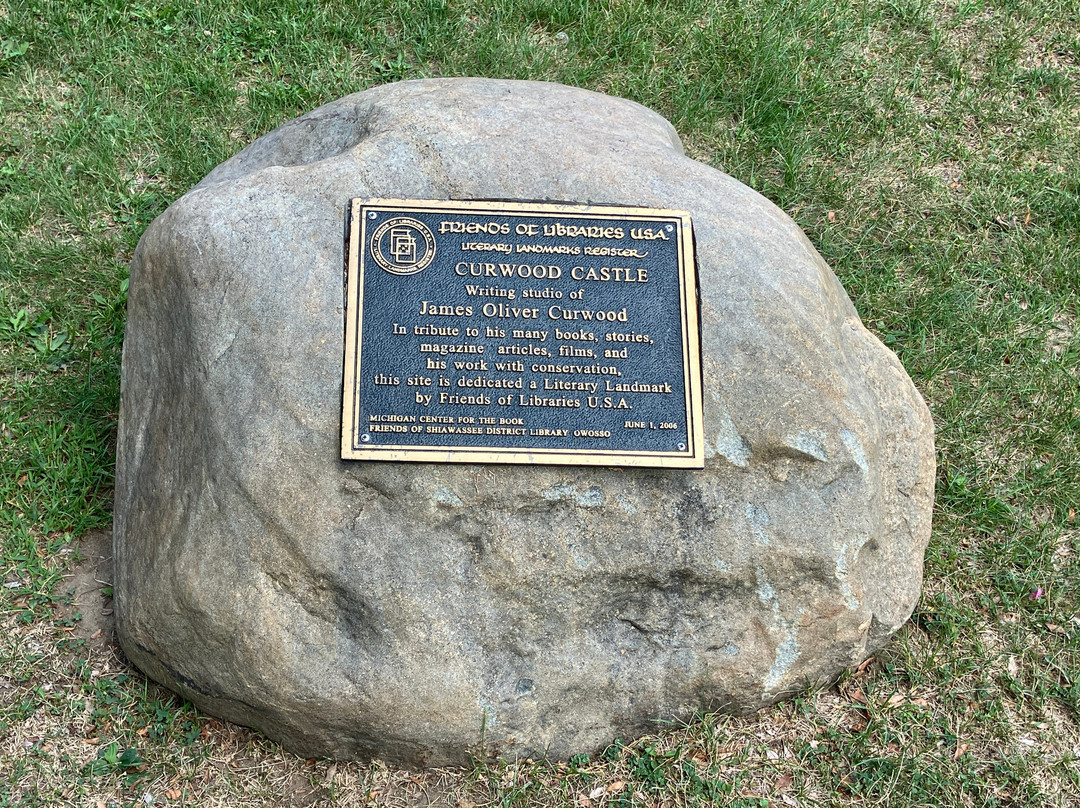 FRIENDS OF LIBRARIES U.S.A.
LITERARY LANDMARKS REGISTER
CURWOOD CASTLE
Writing studio of
James Oliver Curwood
In tribute to his many books, stories,
magazine articles, films, and
his work with conservation,
this site is dedicated a Literary Landmark
by Friends of Libraries U.S.A.
MICHIGAN CENTER FOR THE BOOK
FRIENDS OF SHIAWASSEE DISTRICT LIBRARY OWOSSO
JUNE 1, 2006